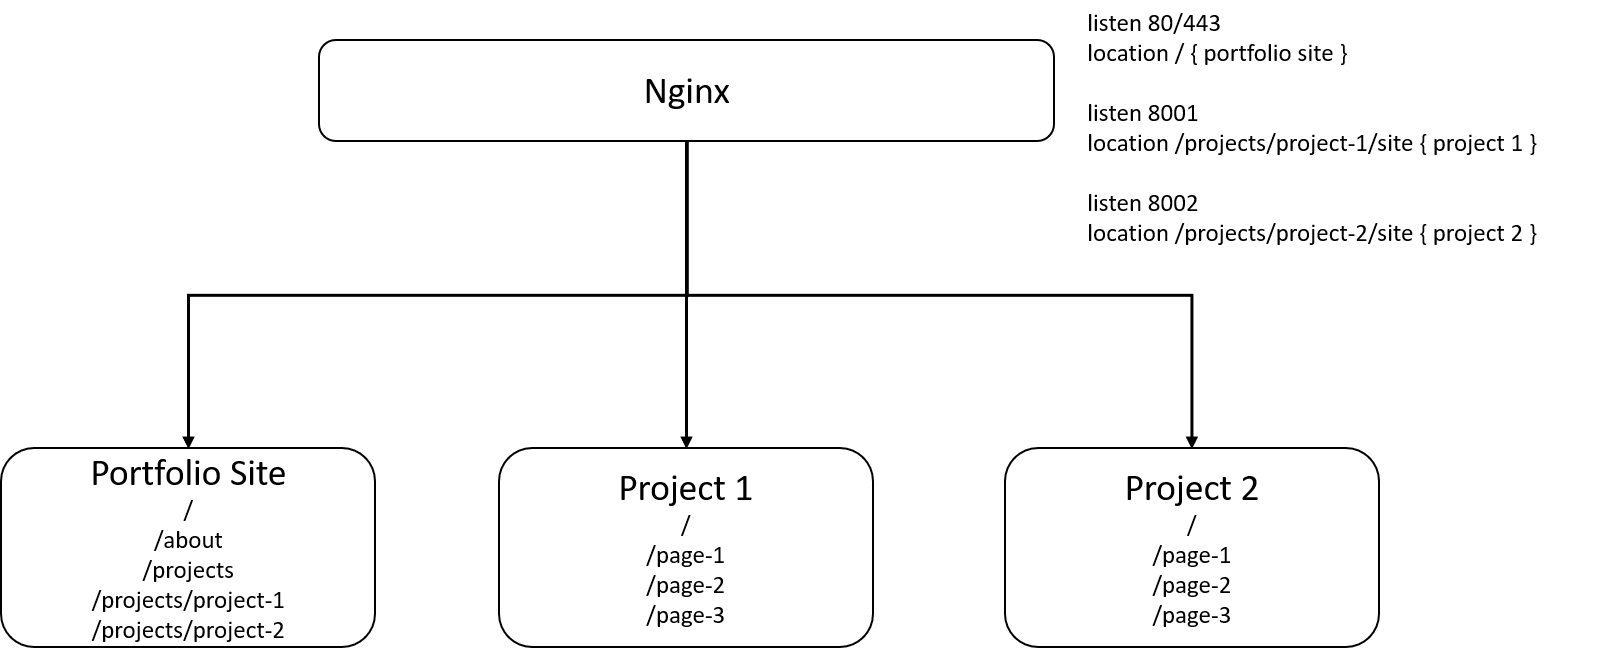 Nginx
listen 80/443
location / { portfolio site }
listen 8001
location /projects/project-1/site { project 1 }
listen 8002
location /projects/project-2/site { project 2 }
Portfolio Site
/
/about
/projects
/projects/project-1
/projects/project-2
Project 1
/
/page-1
/page-2
/page-3
Project 2
/
/page-1
/page-2
/page-3